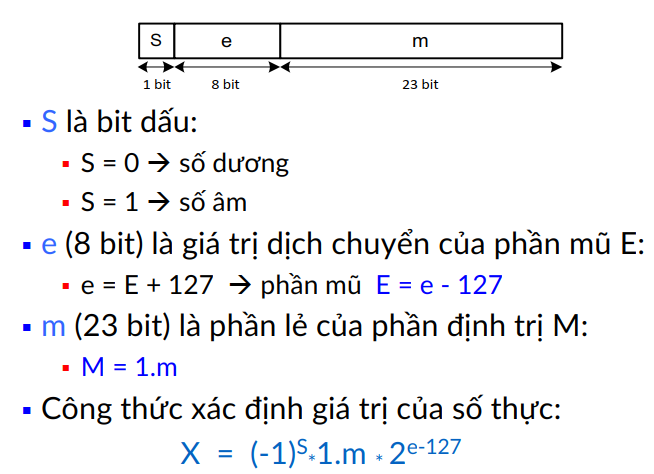 S e m
1 bit 8 bit 23 bit
▪ S là bit dấu:
▪ S = 0 → số dương
▪ S = 1 → số âm
▪ e (8 bit) là giá trị dịch chuyển của phần mũ E:
▪ e = E + 127 → phần mũ E = e - 127
▪ m (23 bit) là phần lẻ của phần định trị M:
▪ M = 1.m
▪ Công thức xác định giá trị của số thực:
X = (-1)^S * 1.m * 2^e-127